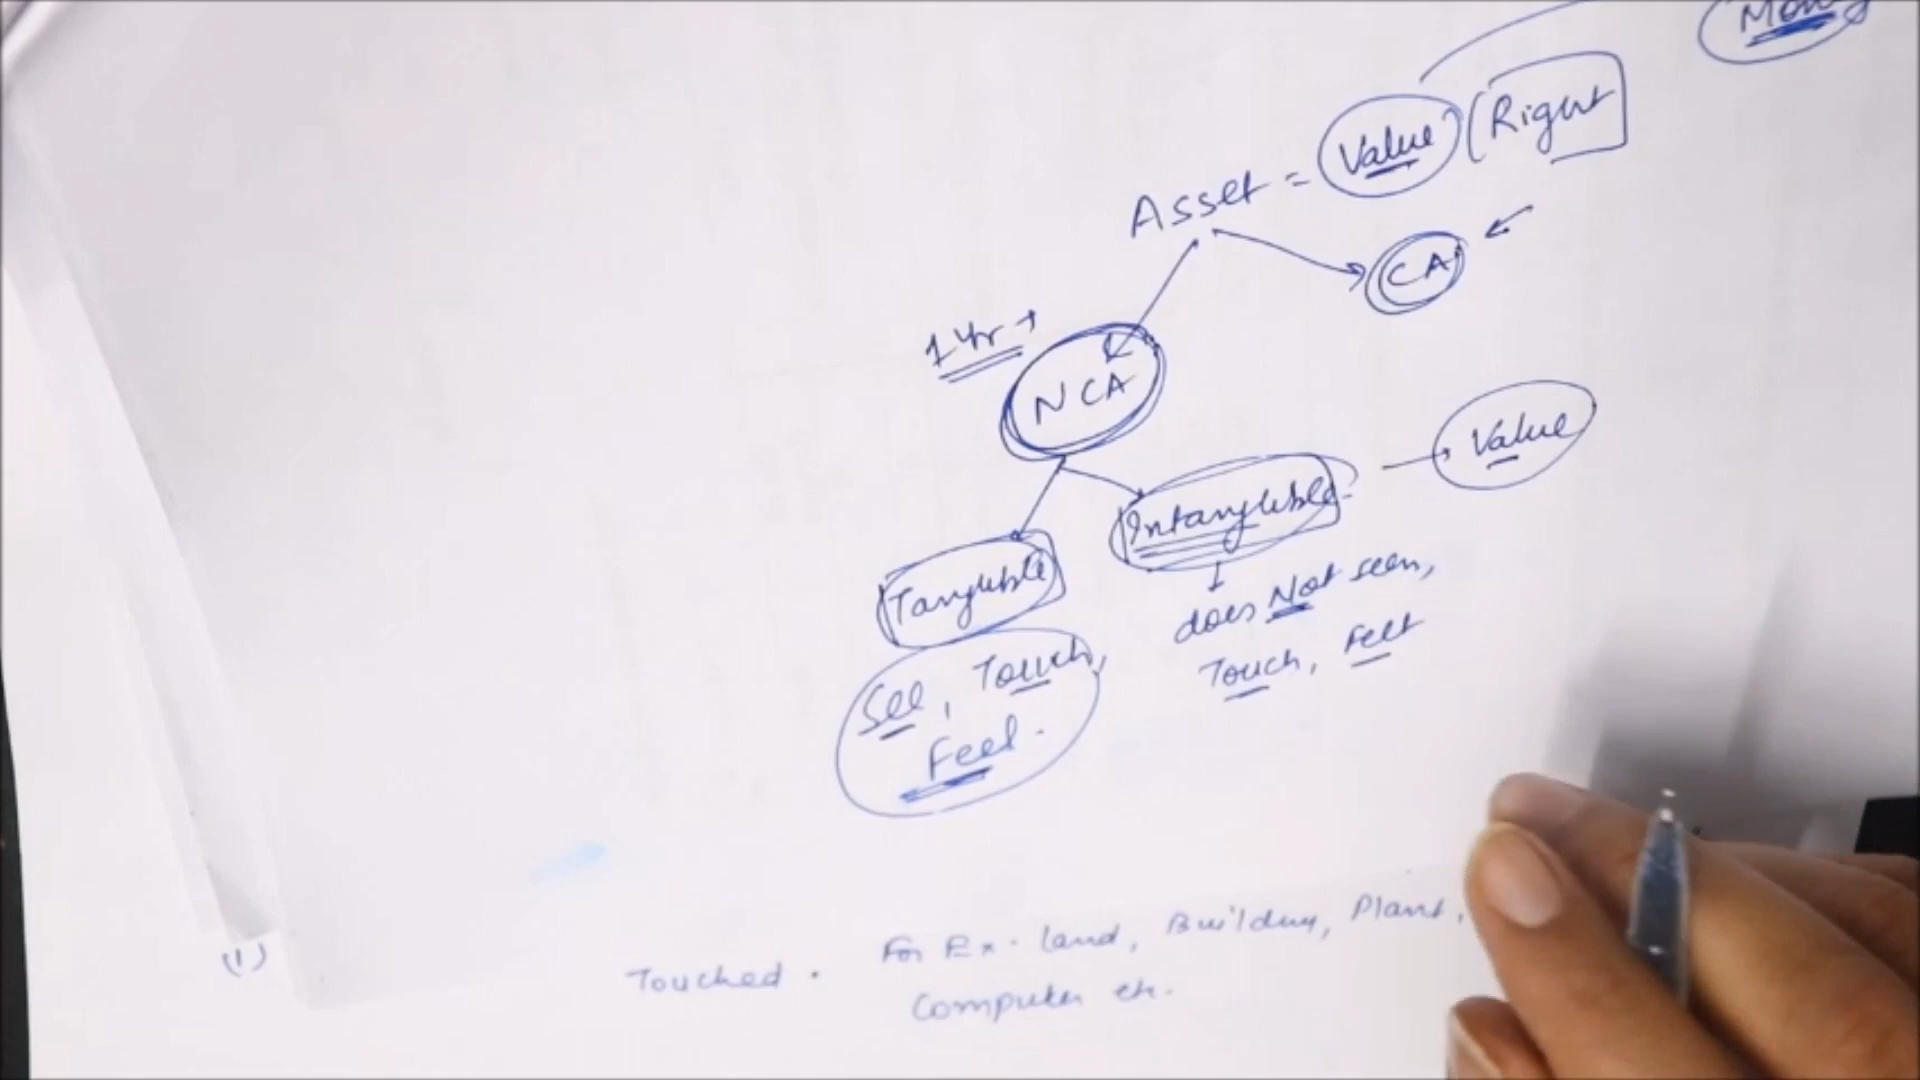 Asset = Value (Right
CA
1 Yr +
NCA
Value
Intangible
Tangible
does Not seen,
Touch, Felt
See, Touch,
Feel.
(1)
Touched. For Ex. land, Building, Plant,
Computer etc.